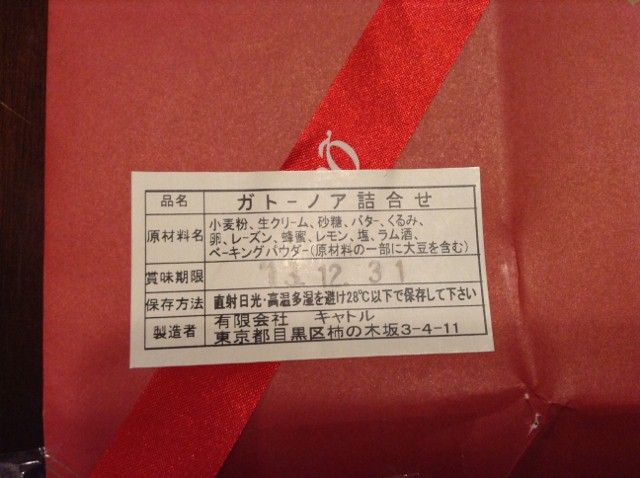 品名 ガトーノア詰合せ
原材料名 小麦粉、生クリーム、砂糖、バター、くるみ、
卵、レーズン、蜂蜜、レモン、塩、ラム酒、
ベーキングパウダー(原材料の一部に大豆を含む)
賞味期限 13.12.31
保存方法 直射日光・高温多湿を避け28℃以下で保存して下さい
製造者 有限会社 キャトル
東京都目黒区柿の木坂3-4-11